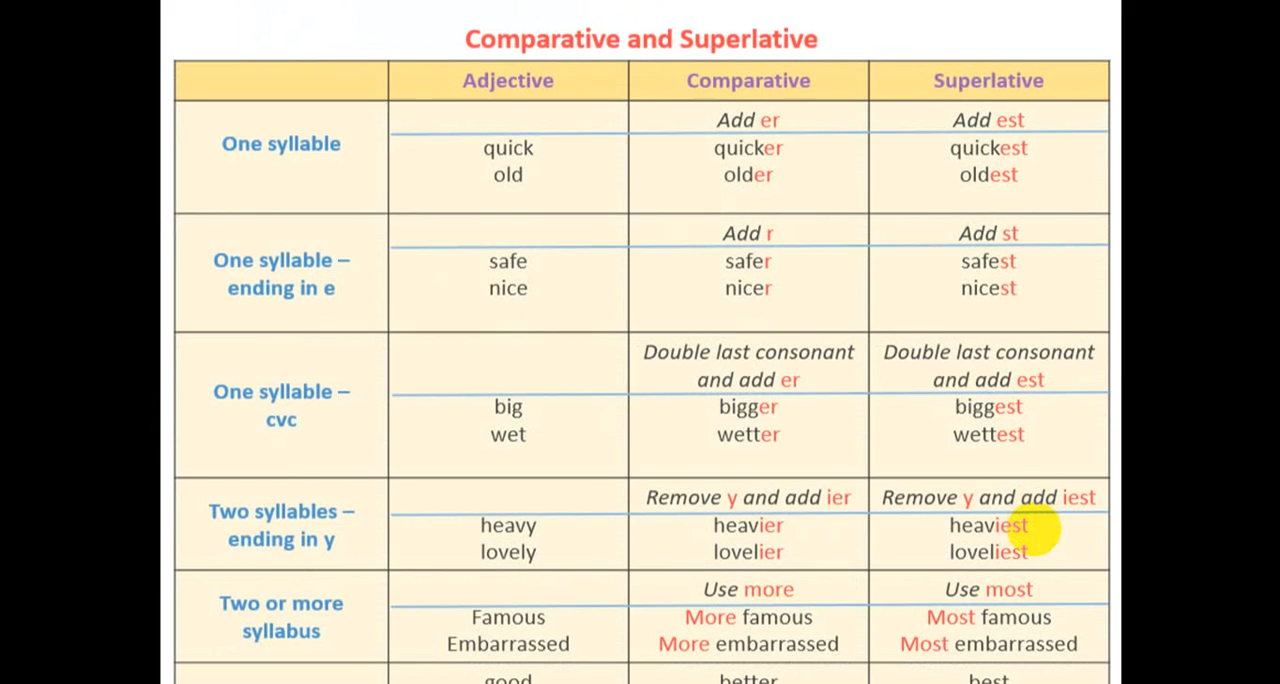 Comparative and Superlative
Adjective Comparative Superlative
Add er Add est
One syllable
quick quicker quickest
old older oldest
Add r Add st
One syllable –
ending in e
safe safer safest
nice nicer nicest
Double last consonant Double last consonant
and add er and add est
One syllable –
cvc
big bigger biggest
wet wetter wettest
Remove y and add ier Remove y and add iest
Two syllables –
ending in y
heavy heavier heaviest
lovely lovelier loveliest
Use more Use most
Two or more
syllabus
Famous More famous Most famous
Embarrassed More embarrassed Most embarrassed
good better best